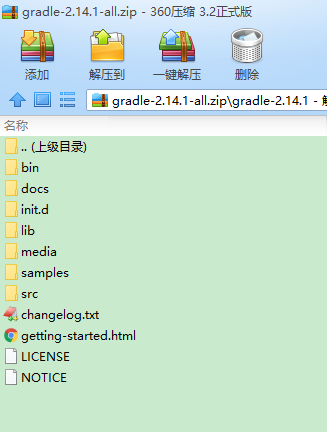 gradle-2.14.1-all.zip - 360压缩 3.2正式版
添加 解压到 一键解压 删除
gradle-2.14.1-all.zip\gradle-2.14.1 - 解
名称
.. (上级目录)
bin
docs
init.d
lib
media
samples
src
changelog.txt
getting-started.html
LICENSE
NOTICE